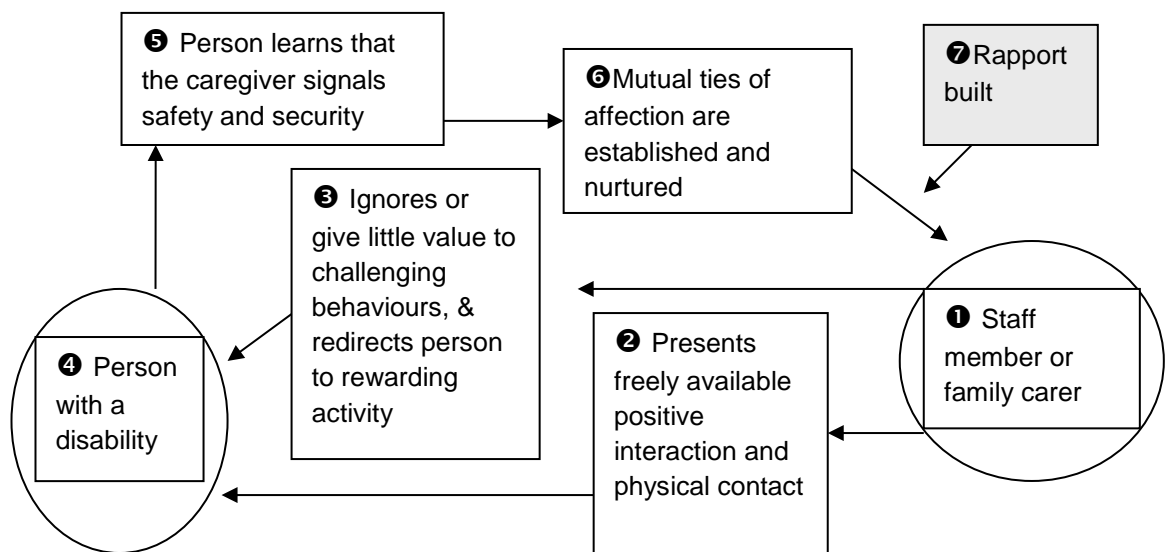 ❺ Person learns that
the caregiver signals
safety and security
❻Mutual ties of
affection are
established and
nurtured
❼Rapport
built
❸ Ignores or
give little value to
challenging
behaviours, &
redirects person
to rewarding
activity
❹ Person
with a
disability
❷ Presents
freely available
positive
interaction and
physical contact
❶ Staff
member or
family carer